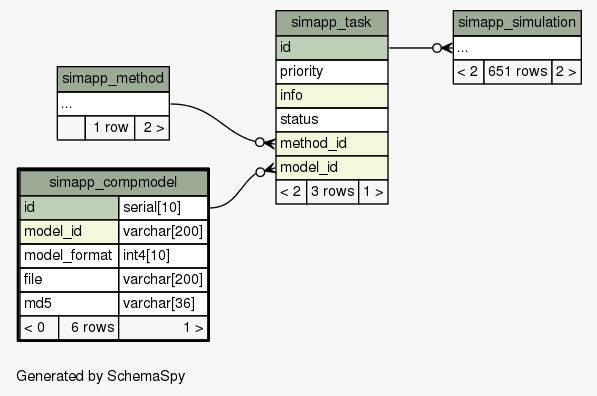 simapp_task
id
priority
info
status
method_id
model_id
< 2 3 rows 1 >
simapp_simulation
...
< 2 651 rows 2 >
simapp_method
...
1 row 2 >
simapp_compmodel
id serial[10]
model_id varchar[200]
model_format int4[10]
file varchar[200]
md5 varchar[36]
< 0 6 rows 1 >
Generated by SchemaSpy